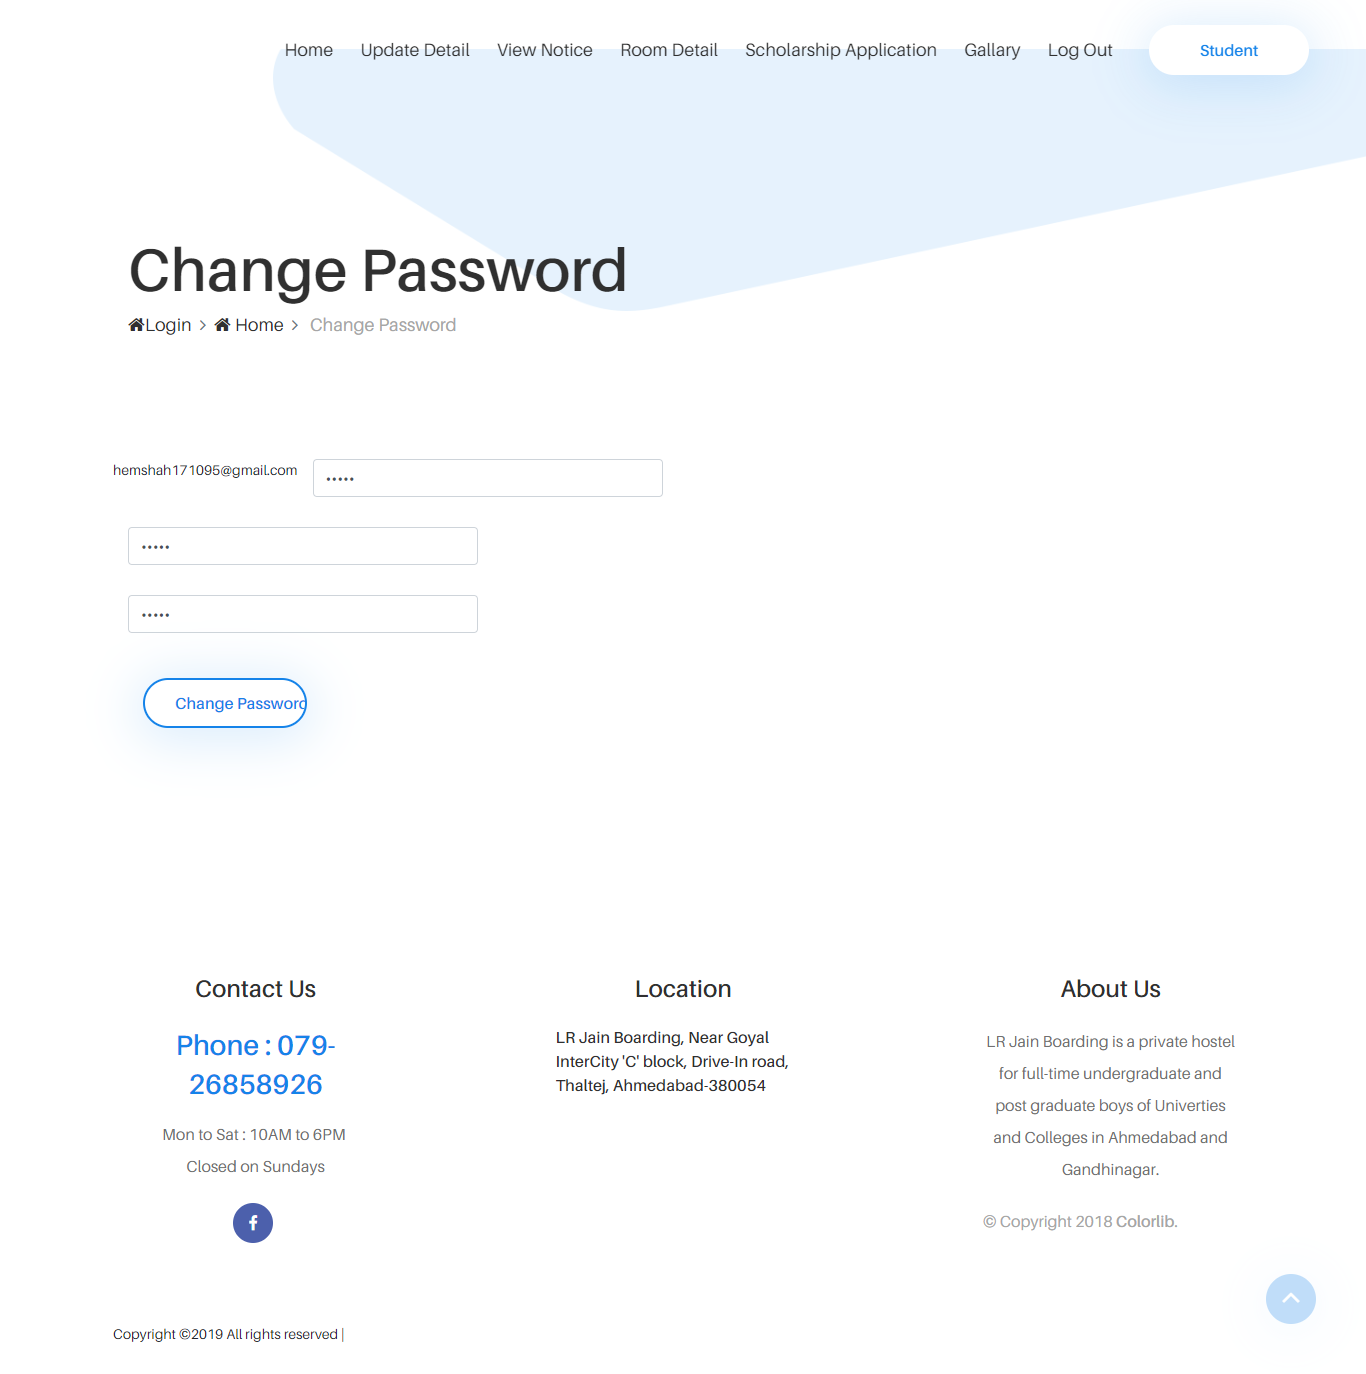 Home Update Detail View Notice Room Detail Scholarship Application Gallary Log Out Student
Change Password
Login > Home > Change Password
hemshah171095@gmail.com •••••
•••••
•••••
Change Password
Contact Us
Phone : 079-
26858926
Mon to Sat : 10AM to 6PM
Closed on Sundays
Location
LR Jain Boarding, Near Goyal
InterCity 'C' block, Drive-In road,
Thaltej, Ahmedabad-380054
About Us
LR Jain Boarding is a private hostel
for full-time undergraduate and
post graduate boys of Univerties
and Colleges in Ahmedabad and
Gandhinagar.
© Copyright 2018 Colorlib.
Copyright ©2019 All rights reserved |